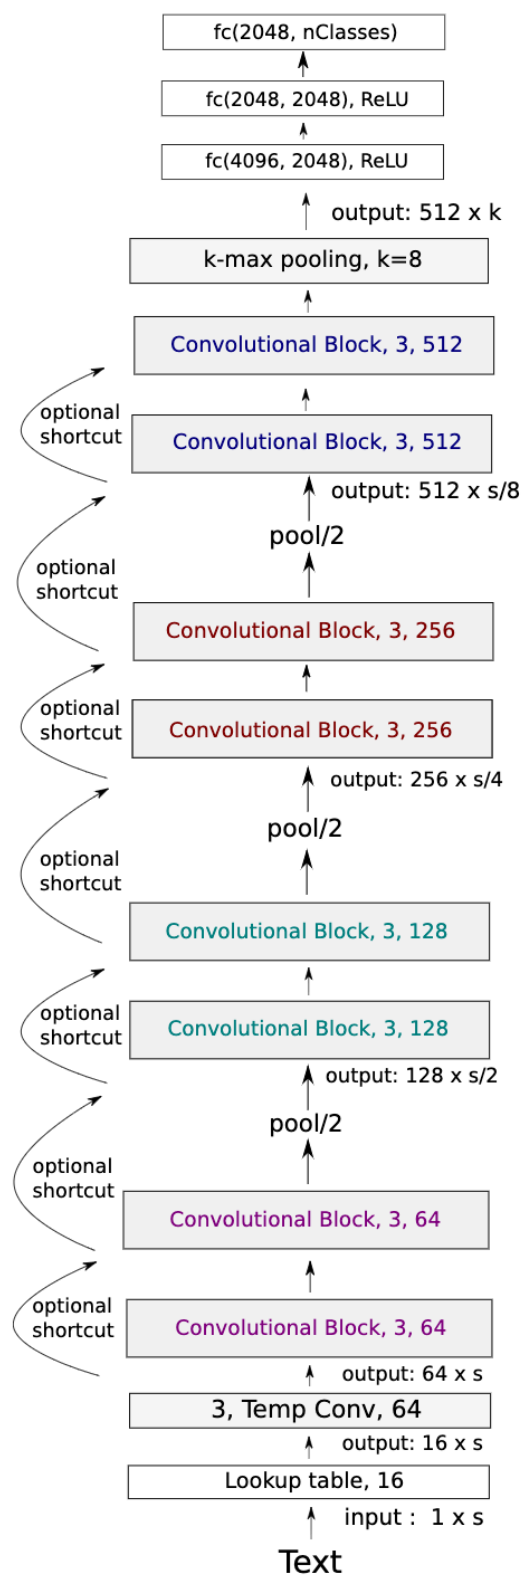 fc(2048, nClasses)
fc(2048, 2048), ReLU
fc(4096, 2048), ReLU
output: 512 x k
k-max pooling, k=8
Convolutional Block, 3, 512
optional
shortcut
Convolutional Block, 3, 512
output: 512 x s/8
pool/2
optional
shortcut
Convolutional Block, 3, 256
optional
shortcut
Convolutional Block, 3, 256
output: 256 x s/4
pool/2
optional
shortcut
Convolutional Block, 3, 128
optional
shortcut
Convolutional Block, 3, 128
output: 128 x s/2
pool/2
optional
shortcut
Convolutional Block, 3, 64
optional
shortcut
Convolutional Block, 3, 64
output: 64 x s
3, Temp Conv, 64
output: 16 x s
Lookup table, 16
input : 1 x s
Text